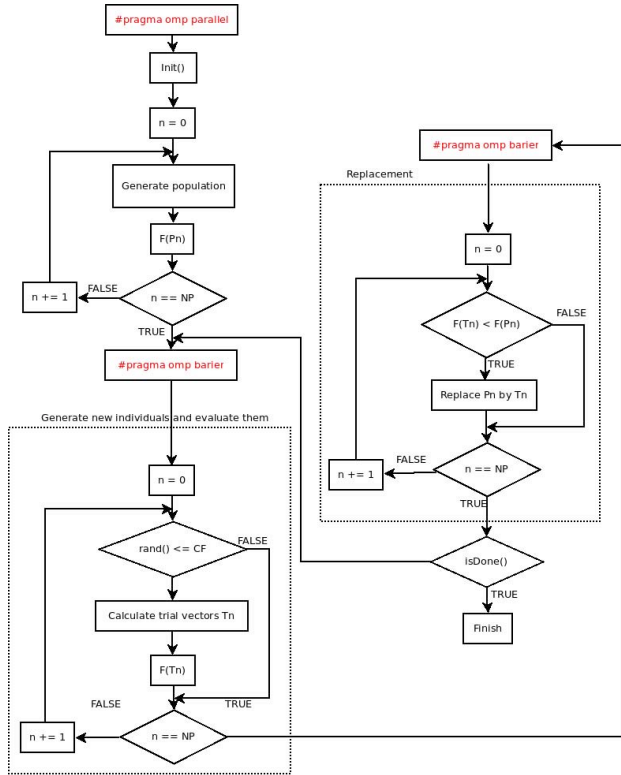 #pragma omp parallel
Init()
n = 0
Generate population
F(Pn)
n == NP
FALSE
n += 1
TRUE
#pragma omp barier
Generate new individuals and evaluate them
n = 0
rand() <= CF
FALSE
Calculate trial vectors Tn
F(Tn)
FALSE
TRUE
n == NP
n += 1
#pragma omp barier
Replacement
n = 0
F(Tn) < F(Pn)
FALSE
TRUE
Replace Pn by Tn
n == NP
FALSE
n += 1
TRUE
isDone()
TRUE
Finish